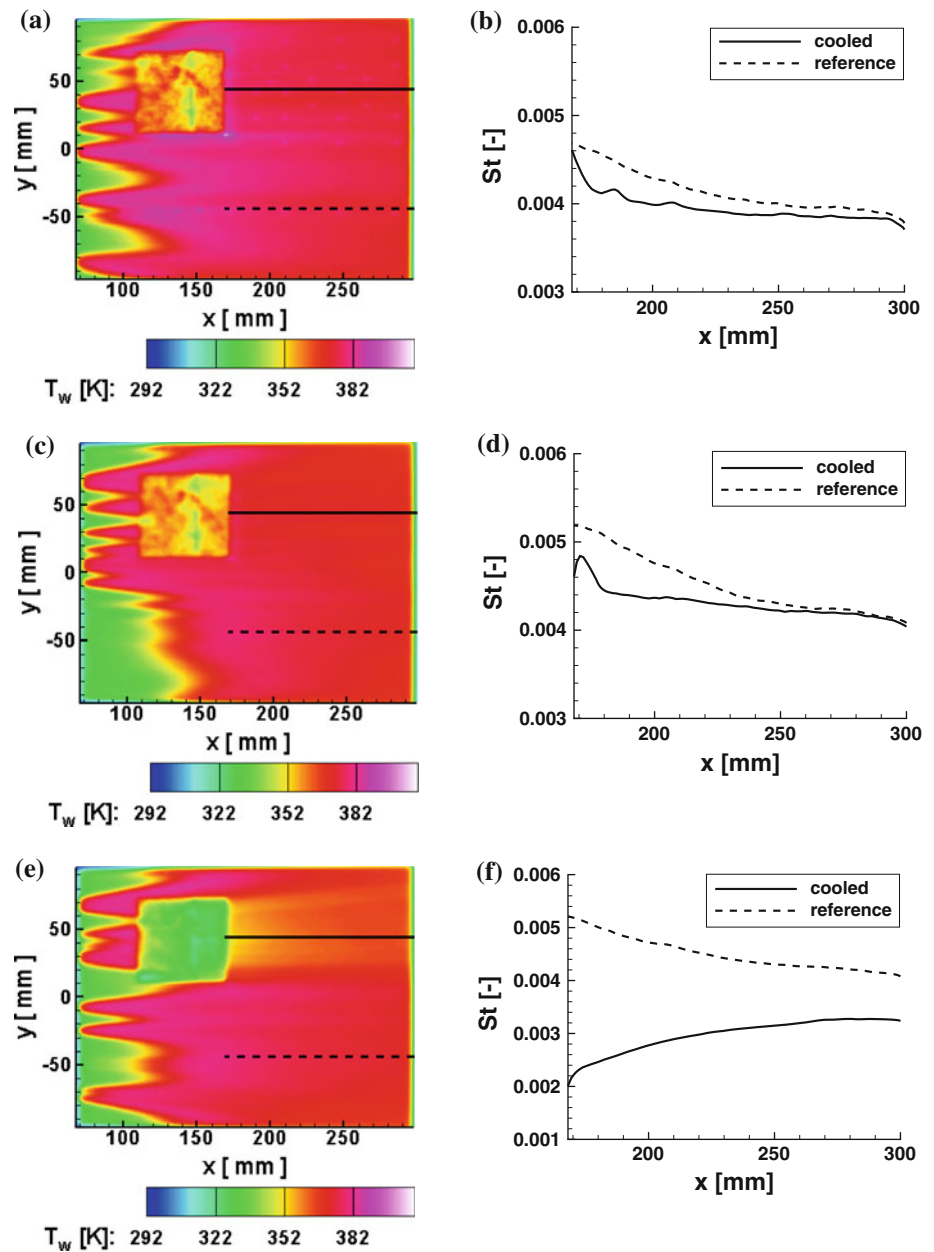 (a)
y [ mm ]
50
0
-50
100 150 200 250
x [ mm ]
T_w [K]: 292 322 352 382
(b)
St [-]
0.006
0.005
0.004
0.003
cooled
reference
200 250 300
x [mm]
(c)
y [ mm ]
50
0
-50
100 150 200 250
x [ mm ]
T_w [K]: 292 322 352 382
(d)
St [-]
0.006
0.005
0.004
0.003
cooled
reference
200 250 300
x [mm]
(e)
y [ mm ]
50
0
-50
100 150 200 250
x [ mm ]
T_w [K]: 292 322 352 382
(f)
St [-]
0.006
0.005
0.004
0.003
0.002
0.001
cooled
reference
200 250 300
x [mm]